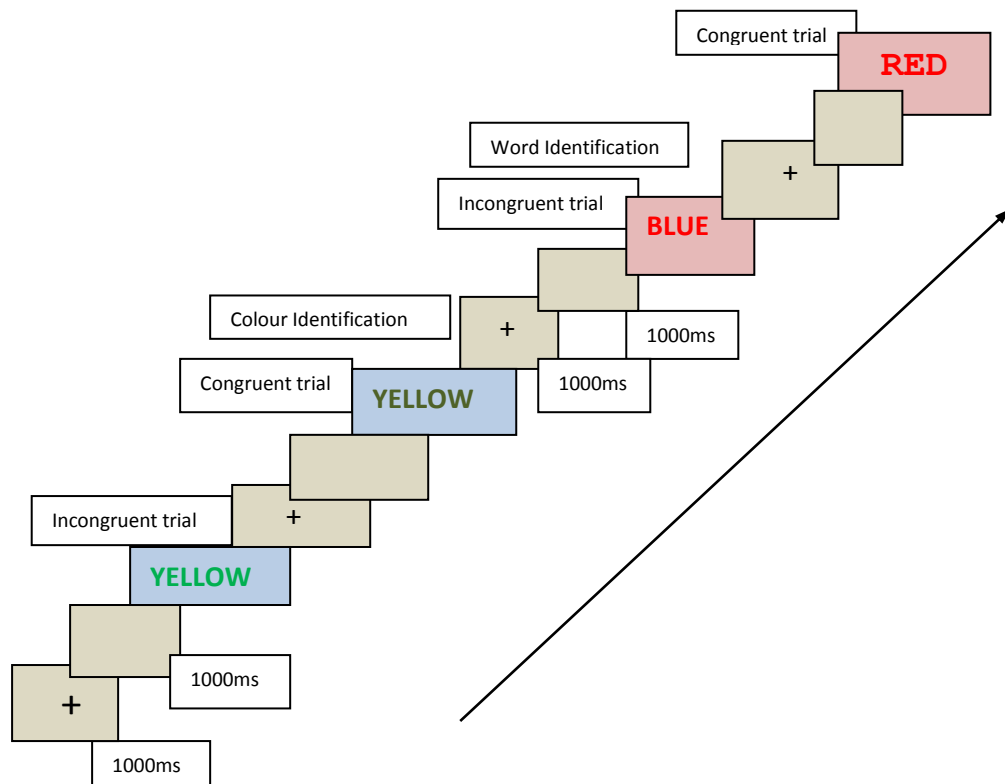 Congruent trial
RED
Word Identification
+
Incongruent trial
BLUE
Colour Identification
+
1000ms
Congruent trial
YELLOW
1000ms
Incongruent trial
+
YELLOW
1000ms
+
1000ms